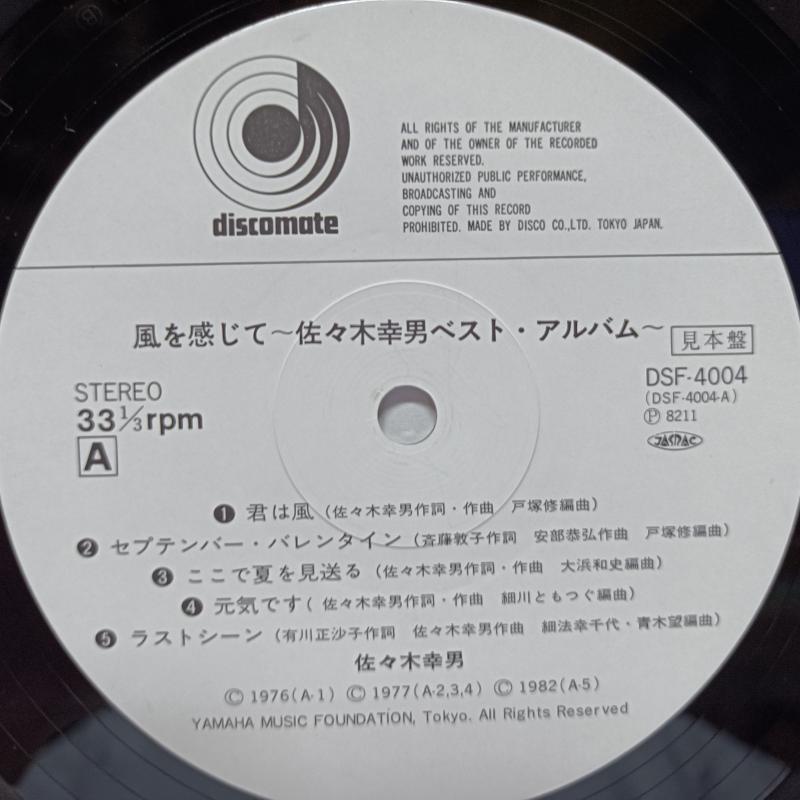 discomate
ALL RIGHTS OF THE MANUFACTURER
AND OF THE OWNER OF THE RECORDED
WORK RESERVED.
UNAUTHORIZED PUBLIC PERFORMANCE,
BROADCASTING AND
COPYING OF THIS RECORD
PROHIBITED. MADE BY DISCO CO.,LTD. TOKYO JAPAN.
風を感じて〜佐々木幸男ベスト・アルバム〜
見本盤
STEREO
33⅓rpm
A
DSF-4004
(DSF-4004-A)
Ⓟ 8211
JASRAC
❶ 君は風 (佐々木幸男作詞・作曲 戸塚修編曲)
❷ セプテンバー・バレンタイン (斉藤敦子作詞 安部恭弘作曲 戸塚修編曲)
❸ ここで夏を見送る (佐々木幸男作詞・作曲 大浜和史編曲)
❹ 元気です (佐々木幸男作詞・作曲 細川ともつぐ編曲)
❺ ラストシーン (有川正沙子作詞 佐々木幸男作曲 細法幸千代・青木望編曲)
佐々木幸男
© 1976(A-1) © 1977(A-2,3,4) © 1982(A-5)
YAMAHA MUSIC FOUNDATION, Tokyo. All Rights Reserved